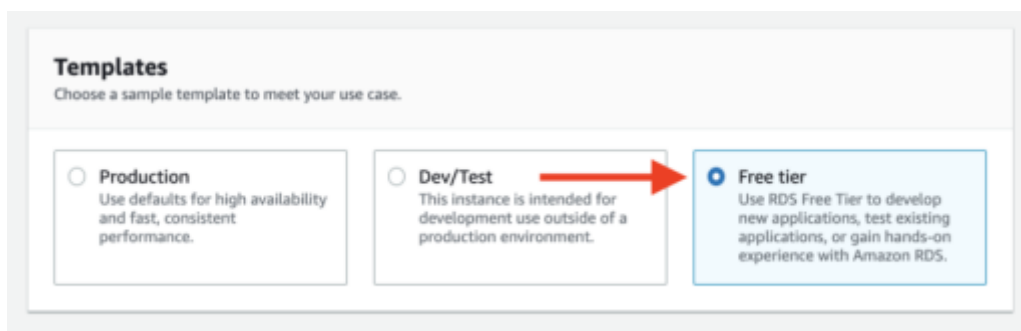 Templates
Choose a sample template to meet your use case.
Production
Use defaults for high availability
and fast, consistent
performance.
Dev/Test
This instance is intended for
development use outside of a
production environment.
Free tier
Use RDS Free Tier to develop
new applications, test existing
applications, or gain hands-on
experience with Amazon RDS.